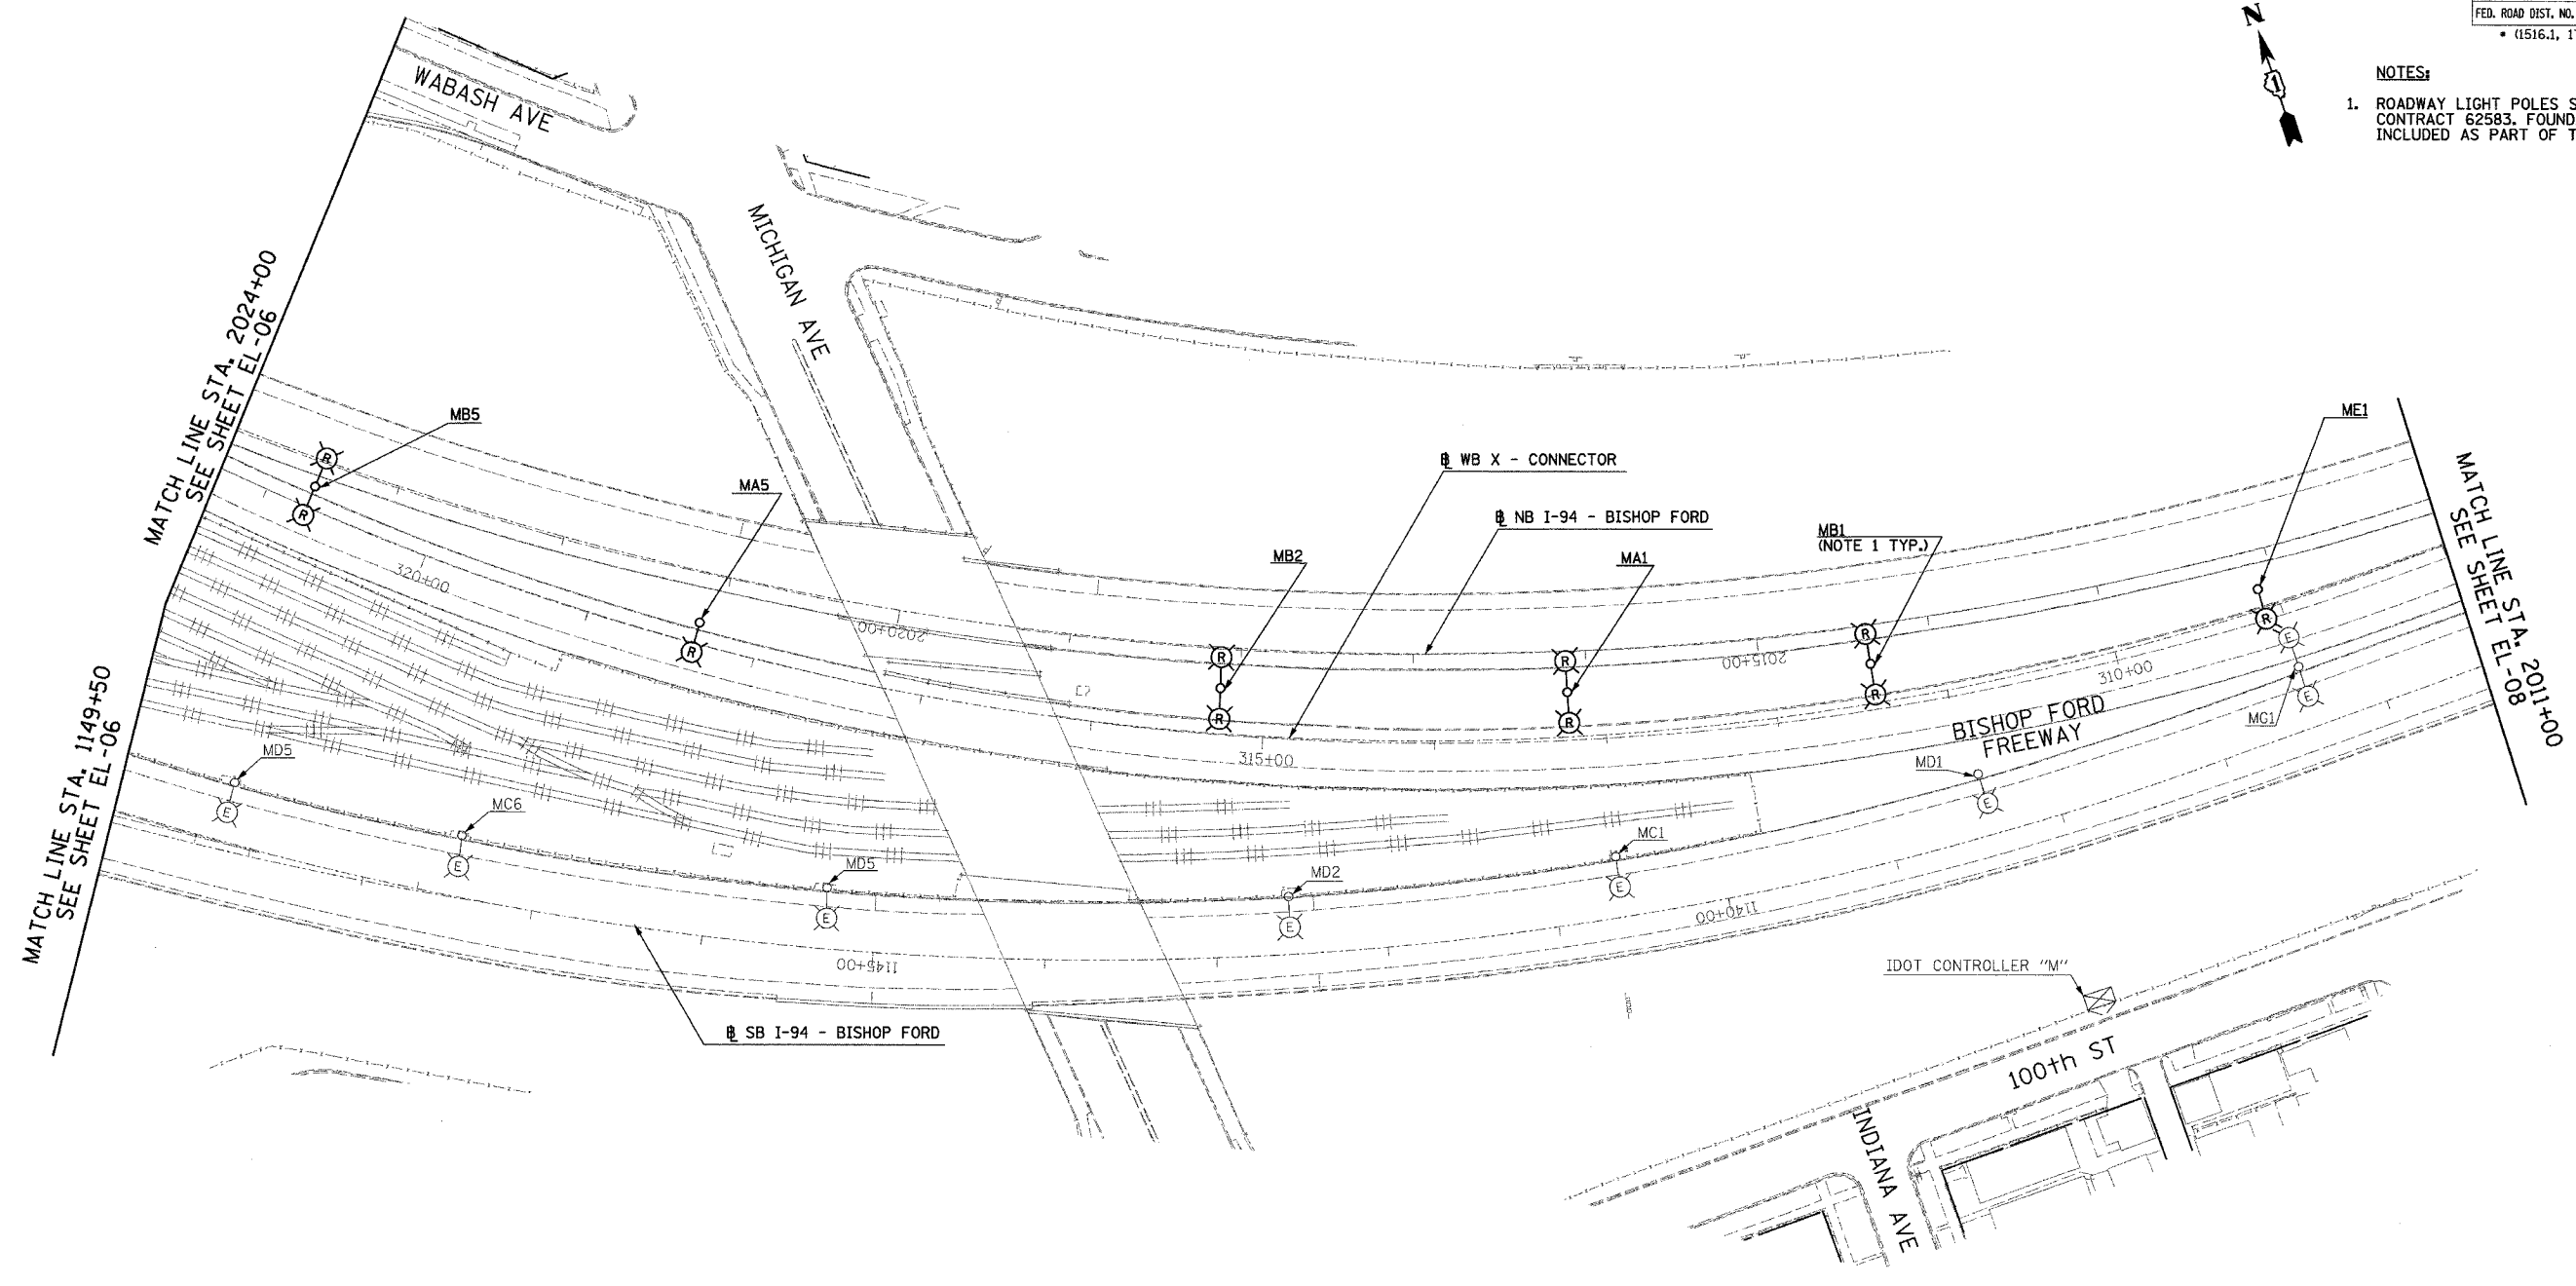 N
FED. ROAD DIST. NO.
* (1516.1, 1
NOTES:
1. ROADWAY LIGHT POLES S
CONTRACT 62583. FOUND
INCLUDED AS PART OF T
WABASH AVE
MICHIGAN AVE
MATCH LINE STA. 2024+00
SEE SHEET EL-06
MB5
R
R
MA5
R
320+00
2020+00
℄ WB X - CONNECTOR
℄ NB I-94 - BISHOP FORD
MB2
R
R
MA1
R
R
MB1
(NOTE 1 TYP.)
R
R
ME1
R
E
MG1
E
MATCH LINE STA. 2011+00
SEE SHEET EL-08
2015+00
310+00
315+00
BISHOP FORD
FREEWAY
MATCH LINE STA. 1149+50
SEE SHEET EL-06
MD5
E
MC6
E
MD5
E
MD2
E
MC1
E
MD1
E
1145+00
1140+00
℄ SB I-94 - BISHOP FORD
IDOT CONTROLLER "M"
100th ST
INDIANA AVE